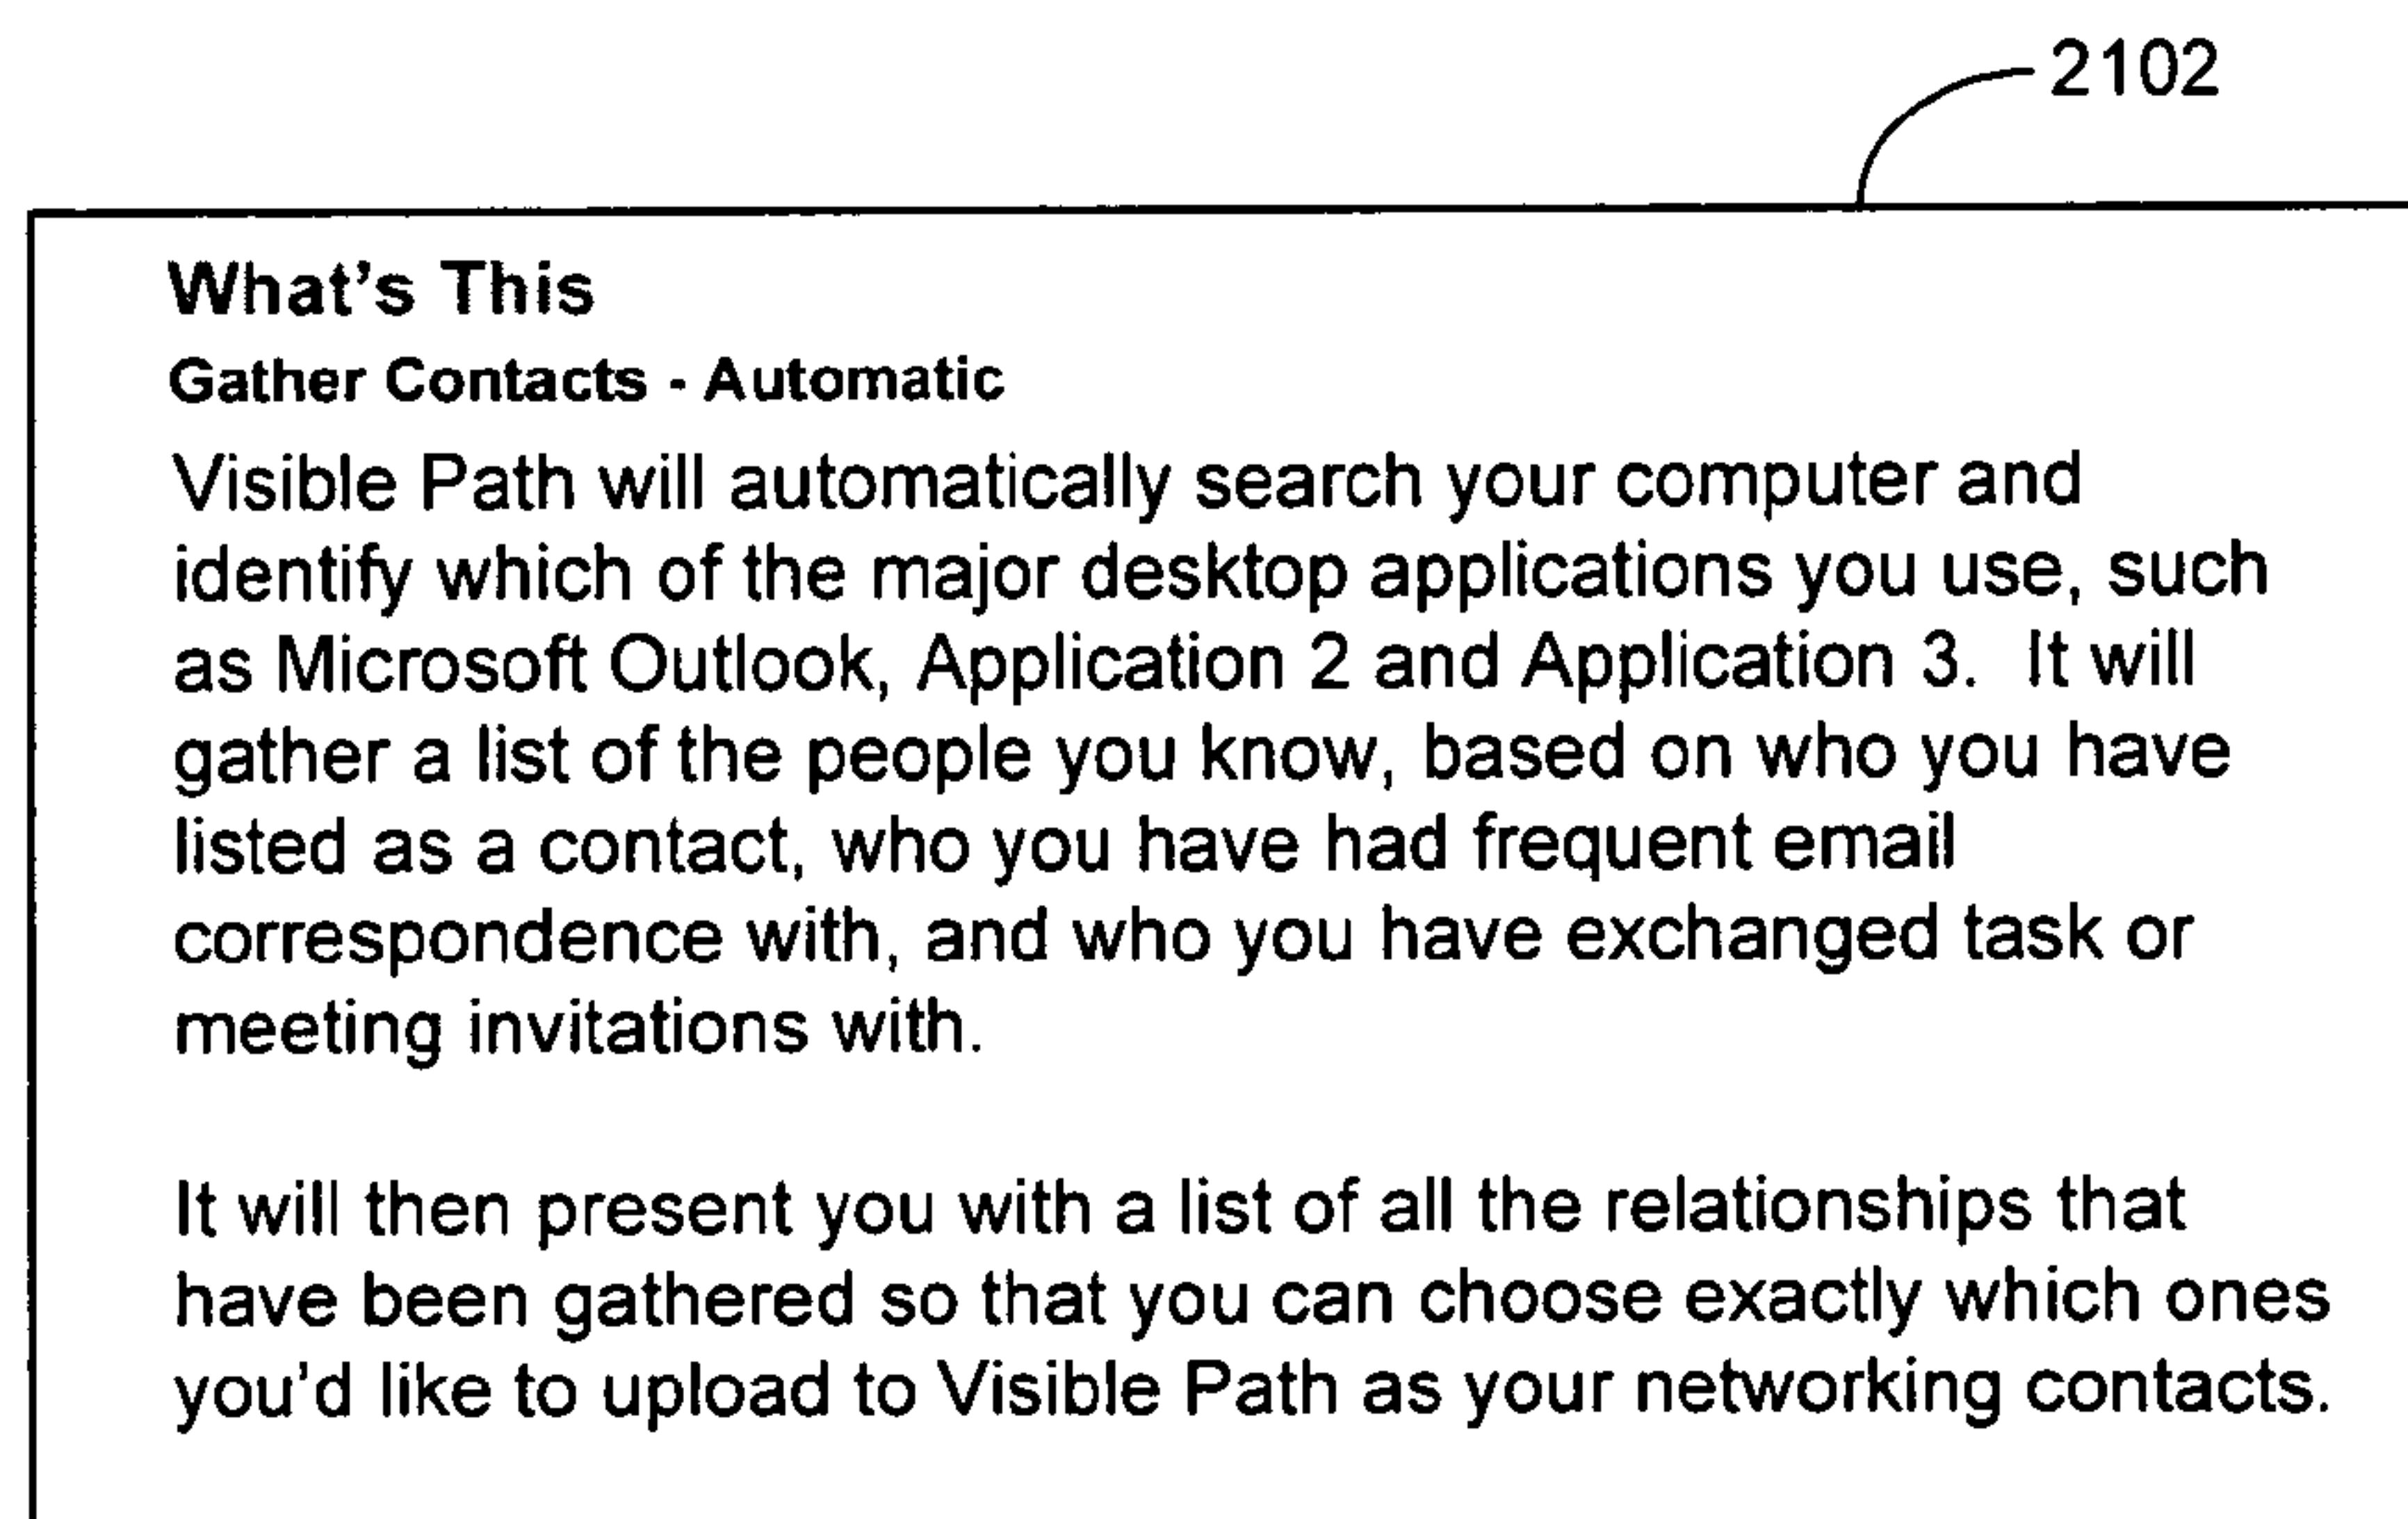 2102
What's This
Gather Contacts - Automatic
Visible Path will automatically search your computer and
identify which of the major desktop applications you use, such
as Microsoft Outlook, Application 2 and Application 3.  It will
gather a list of the people you know, based on who you have
listed as a contact, who you have had frequent email
correspondence with, and who you have exchanged task or
meeting invitations with.
It will then present you with a list of all the relationships that
have been gathered so that you can choose exactly which ones
you'd like to upload to Visible Path as your networking contacts.